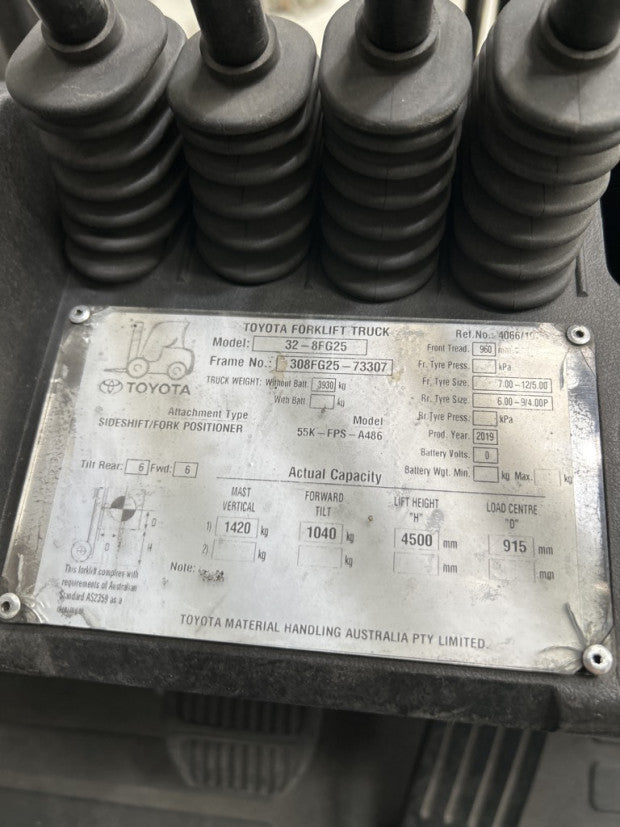 TOYOTA FORKLIFT TRUCK
Ref.No.: 4066/
Model: 32-8FG25
Frame No.: 308FG25-73307
TOYOTA
TRUCK WEIGHT: Without Batt. 3930 kg
With Batt. kg
Front Tread. 960 mm
Fr. Tyre Press. kPa
Fr. Tyre Size. 7.00-12/5.00
Rr. Tyre Size. 6.00-9/4.00P
Rr. Tyre Press. kPa
Prod. Year. 2019
Battery Volts. 0
Battery Wgt. Min. kg Max. kg
Attachment Type
SIDESHIFT/FORK POSITIONER
Model
55K-FPS-A486
Tilt Rear: 6 Fwd: 6
Actual Capacity
MAST VERTICAL
FORWARD TILT
LIFT HEIGHT "H"
LOAD CENTRE "D"
1) 1420 kg 1040 kg 4500 mm 915 mm
2) kg kg mm mm
D
D H
Note:
This forklift complies with
requirements of Australian
Standard AS2359 as a
TOYOTA MATERIAL HANDLING AUSTRALIA PTY LIMITED.